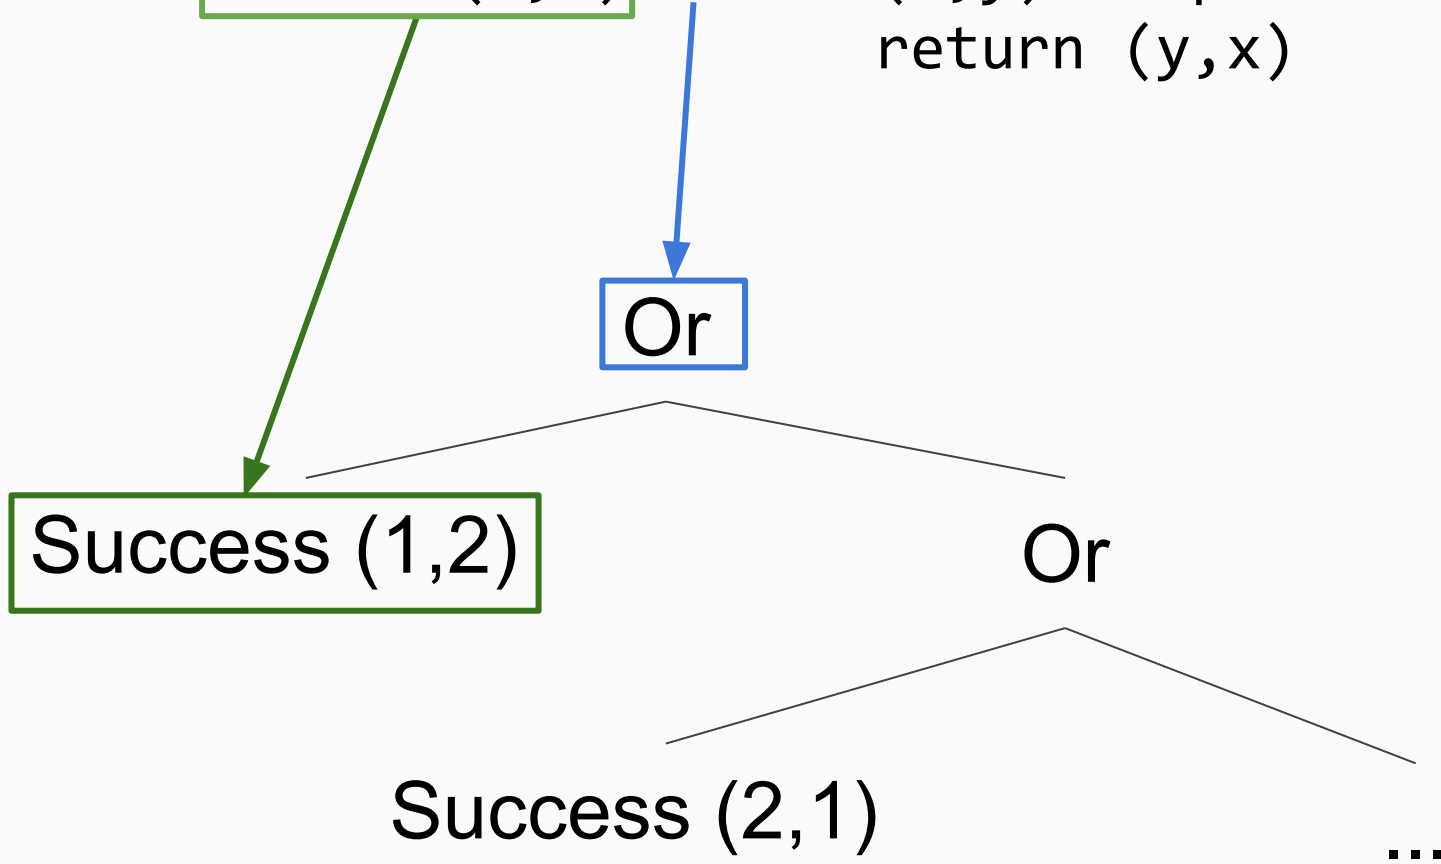 return (y,x)
Or
Success (1,2)
Or
Success (2,1)
...